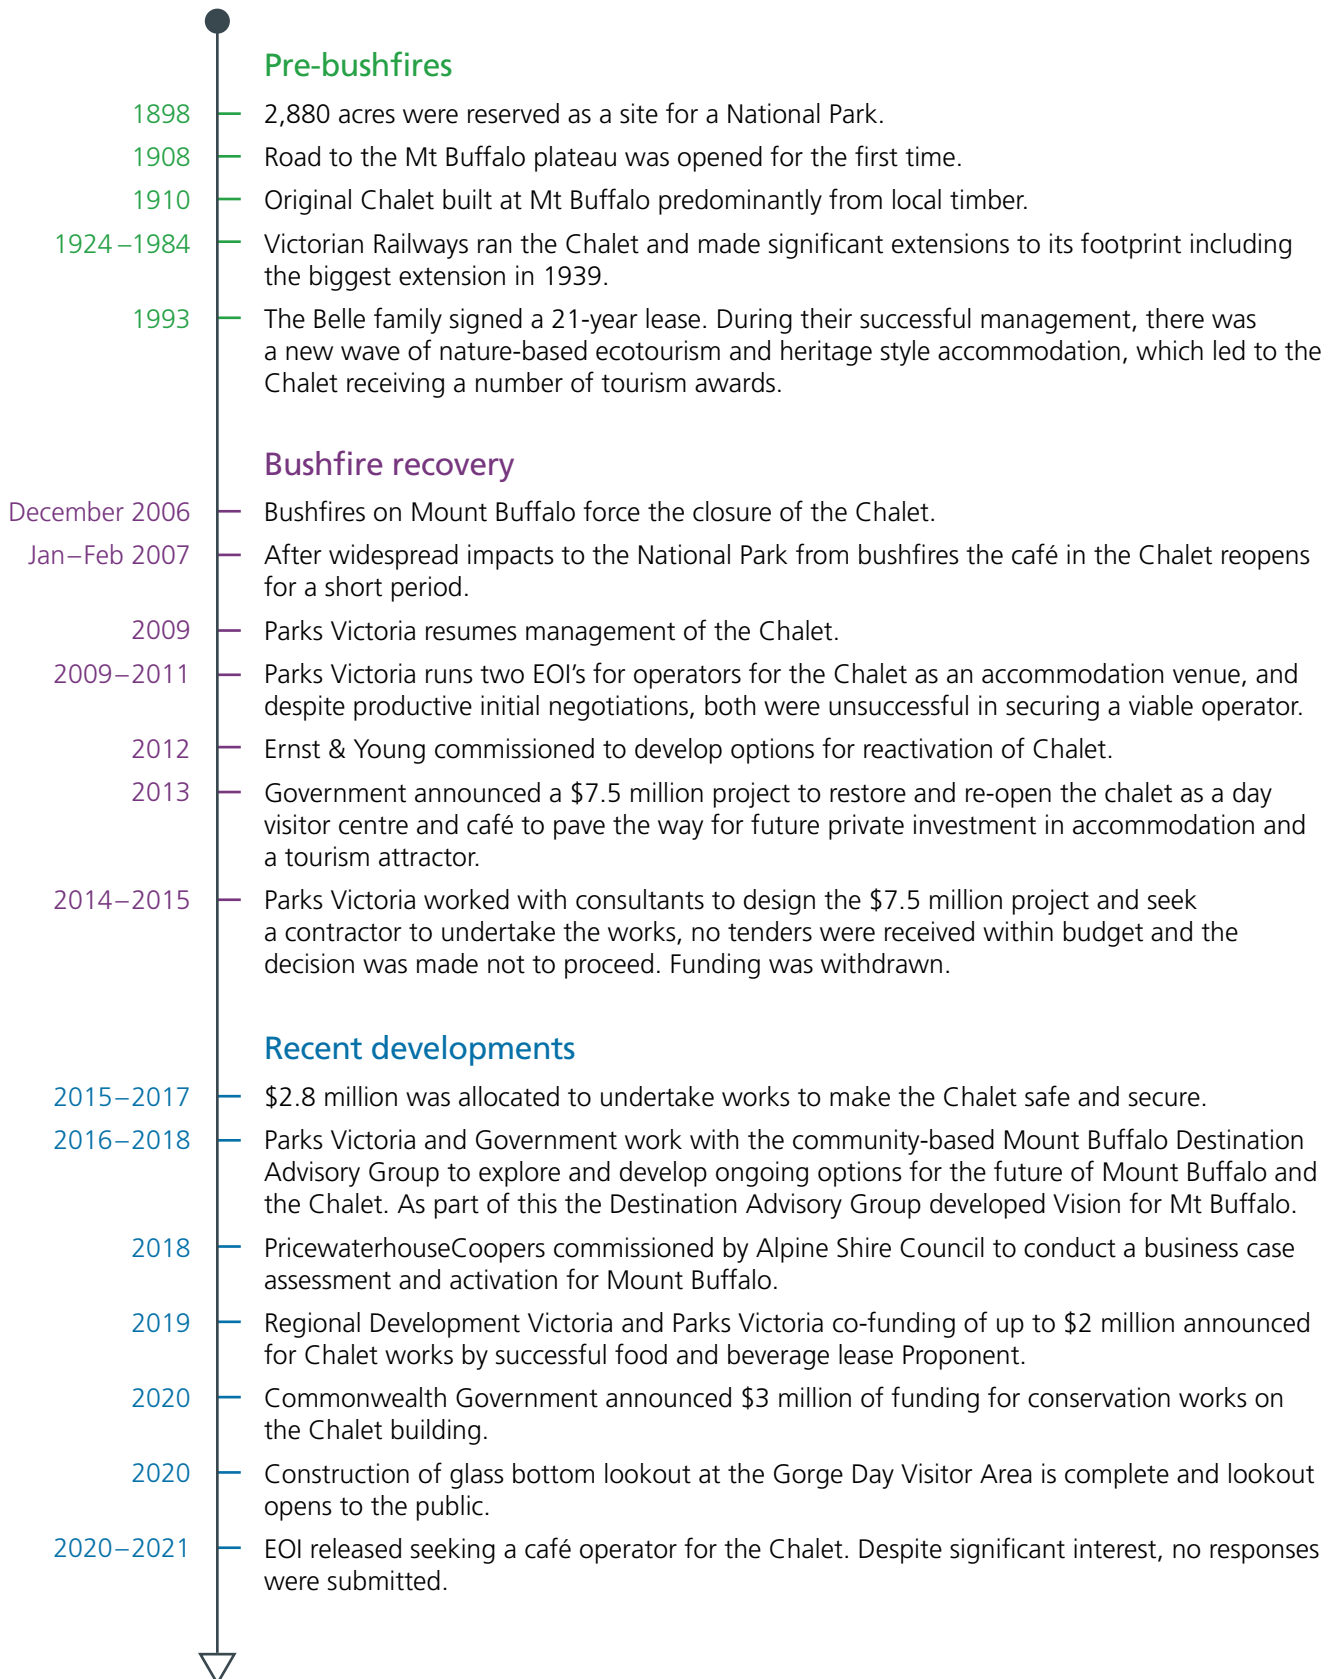 Pre-bushfires
1898
2,880 acres were reserved as a site for a National Park.
1908
Road to the Mt Buffalo plateau was opened for the first time.
1910
Original Chalet built at Mt Buffalo predominantly from local timber.
1924–1984
Victorian Railways ran the Chalet and made significant extensions to its footprint including
the biggest extension in 1939.
1993
The Belle family signed a 21-year lease. During their successful management, there was
a new wave of nature-based ecotourism and heritage style accommodation, which led to the
Chalet receiving a number of tourism awards.
Bushfire recovery
December 2006
Bushfires on Mount Buffalo force the closure of the Chalet.
Jan–Feb 2007
After widespread impacts to the National Park from bushfires the café in the Chalet reopens
for a short period.
2009
Parks Victoria resumes management of the Chalet.
2009–2011
Parks Victoria runs two EOI's for operators for the Chalet as an accommodation venue, and
despite productive initial negotiations, both were unsuccessful in securing a viable operator.
2012
Ernst & Young commissioned to develop options for reactivation of Chalet.
2013
Government announced a $7.5 million project to restore and re-open the chalet as a day
visitor centre and café to pave the way for future private investment in accommodation and
a tourism attractor.
2014–2015
Parks Victoria worked with consultants to design the $7.5 million project and seek
a contractor to undertake the works, no tenders were received within budget and the
decision was made not to proceed. Funding was withdrawn.
Recent developments
2015–2017
$2.8 million was allocated to undertake works to make the Chalet safe and secure.
2016–2018
Parks Victoria and Government work with the community-based Mount Buffalo Destination
Advisory Group to explore and develop ongoing options for the future of Mount Buffalo and
the Chalet. As part of this the Destination Advisory Group developed Vision for Mt Buffalo.
2018
PricewaterhouseCoopers commissioned by Alpine Shire Council to conduct a business case
assessment and activation for Mount Buffalo.
2019
Regional Development Victoria and Parks Victoria co-funding of up to $2 million announced
for Chalet works by successful food and beverage lease Proponent.
2020
Commonwealth Government announced $3 million of funding for conservation works on
the Chalet building.
2020
Construction of glass bottom lookout at the Gorge Day Visitor Area is complete and lookout
opens to the public.
2020–2021
EOI released seeking a café operator for the Chalet. Despite significant interest, no responses
were submitted.